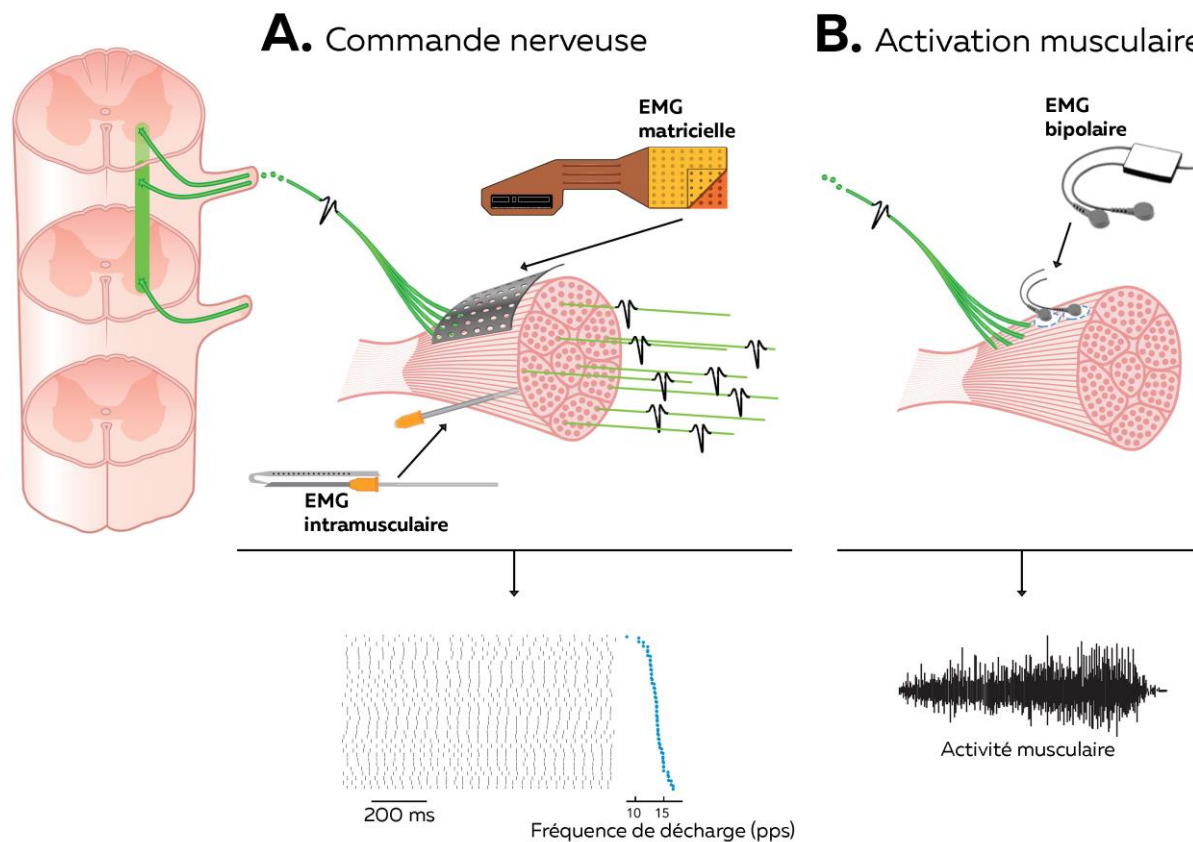 A. Commande nerveuse
B. Activation musculaire
EMG
matricielle
EMG
bipolaire
EMG
intramusculaire
200 ms
10 15
Fréquence de décharge (pps)
Activité musculaire